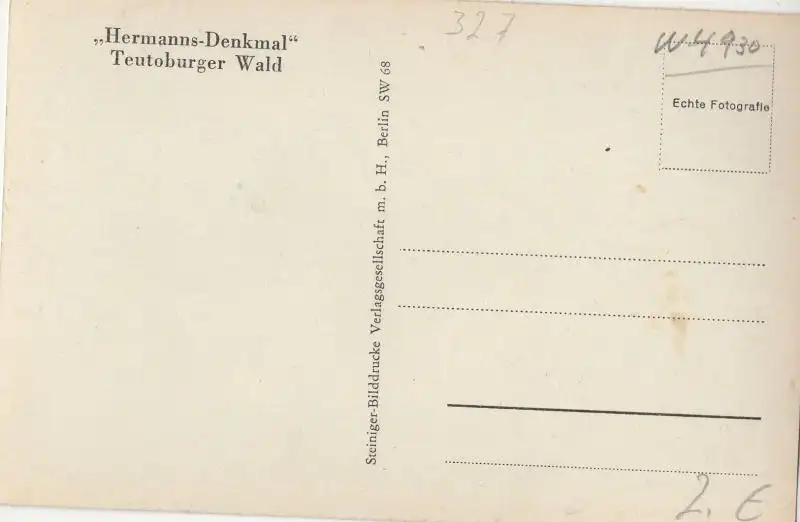 „Hermanns-Denkmal“
Teutoburger Wald
327
W4930
Echte Fotografie
Steiniger-Bilddrucke Verlagsgesellschaft m. b. H., Berlin SW 68
2. €